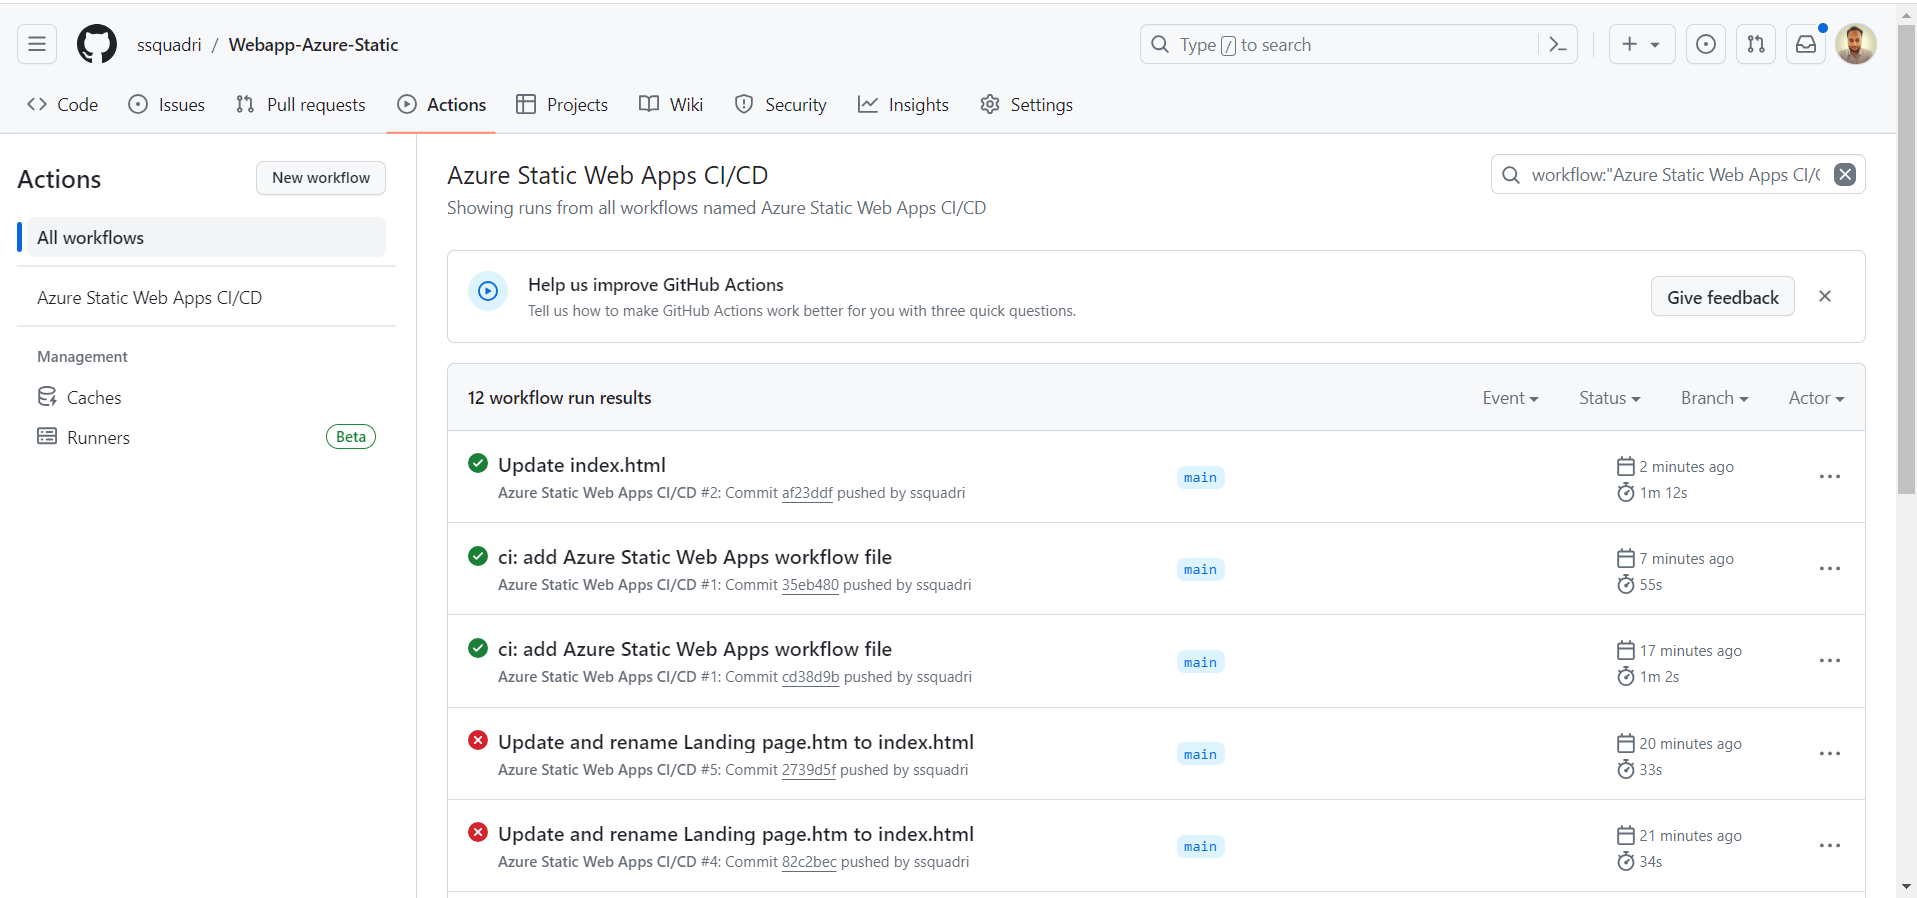 ssquadri / Webapp-Azure-Static
Type / to search
Code Issues Pull requests Actions Projects Wiki Security Insights Settings
Actions
New workflow
All workflows
Azure Static Web Apps CI/CD
Management
Caches
Runners Beta
Azure Static Web Apps CI/CD
Showing runs from all workflows named Azure Static Web Apps CI/CD
workflow:"Azure Static Web Apps CI/C
Help us improve GitHub Actions
Tell us how to make GitHub Actions work better for you with three quick questions.
Give feedback
12 workflow run results
Event Status Branch Actor
Update index.html
Azure Static Web Apps CI/CD #2: Commit af23ddf pushed by ssquadri
main
2 minutes ago
1m 12s
ci: add Azure Static Web Apps workflow file
Azure Static Web Apps CI/CD #1: Commit 35eb480 pushed by ssquadri
main
7 minutes ago
55s
ci: add Azure Static Web Apps workflow file
Azure Static Web Apps CI/CD #1: Commit cd38d9b pushed by ssquadri
main
17 minutes ago
1m 2s
Update and rename Landing page.htm to index.html
Azure Static Web Apps CI/CD #5: Commit 2739d5f pushed by ssquadri
main
20 minutes ago
33s
Update and rename Landing page.htm to index.html
Azure Static Web Apps CI/CD #4: Commit 82c2bec pushed by ssquadri
main
21 minutes ago
34s